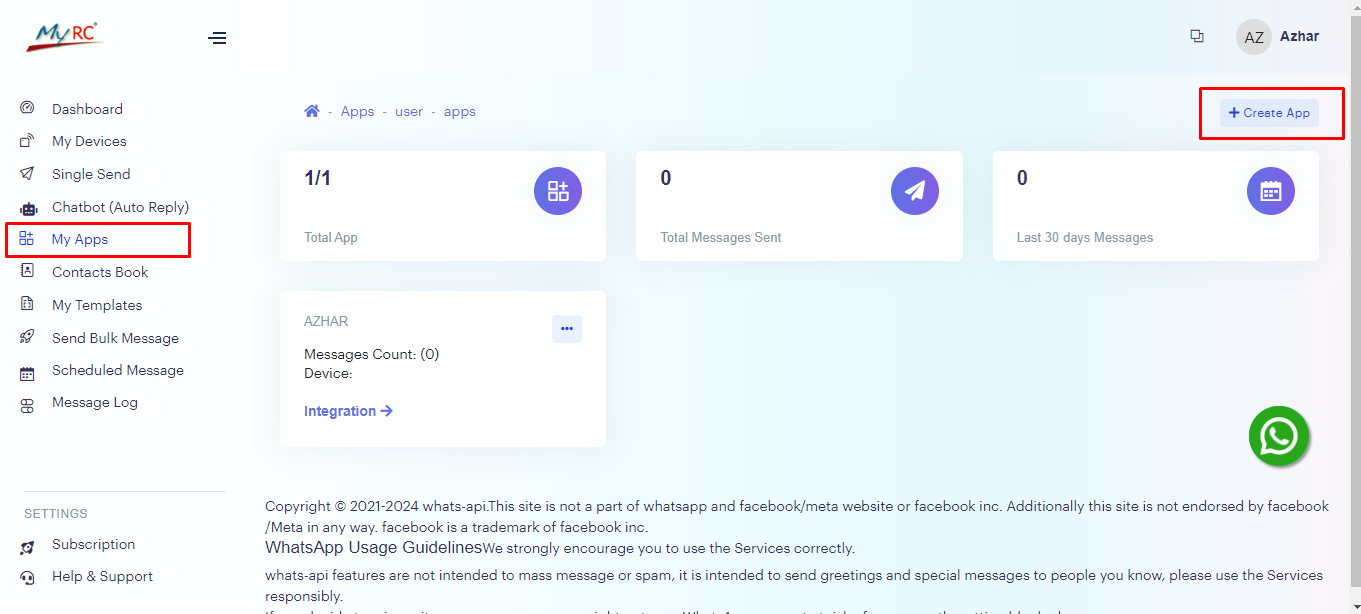 MyRC
AZ
Azhar
Dashboard
My Devices
Single Send
Chatbot (Auto Reply)
My Apps
Contacts Book
My Templates
Send Bulk Message
Scheduled Message
Message Log
SETTINGS
Subscription
Help & Support
- Apps - user - apps
+ Create App
1/1
Total App
0
Total Messages Sent
0
Last 30 days Messages
AZHAR
Messages Count: (0)
Device:
Integration →
Copyright © 2021-2024 whats-api.This site is not a part of whatsapp and facebook/meta website or facebook inc. Additionally this site is not endorsed by facebook
/Meta in any way. facebook is a trademark of facebook inc.
WhatsApp Usage GuidelinesWe strongly encourage you to use the Services correctly.
whats-api features are not intended to mass message or spam, it is intended to send greetings and special messages to people you know, please use the Services
responsibly.